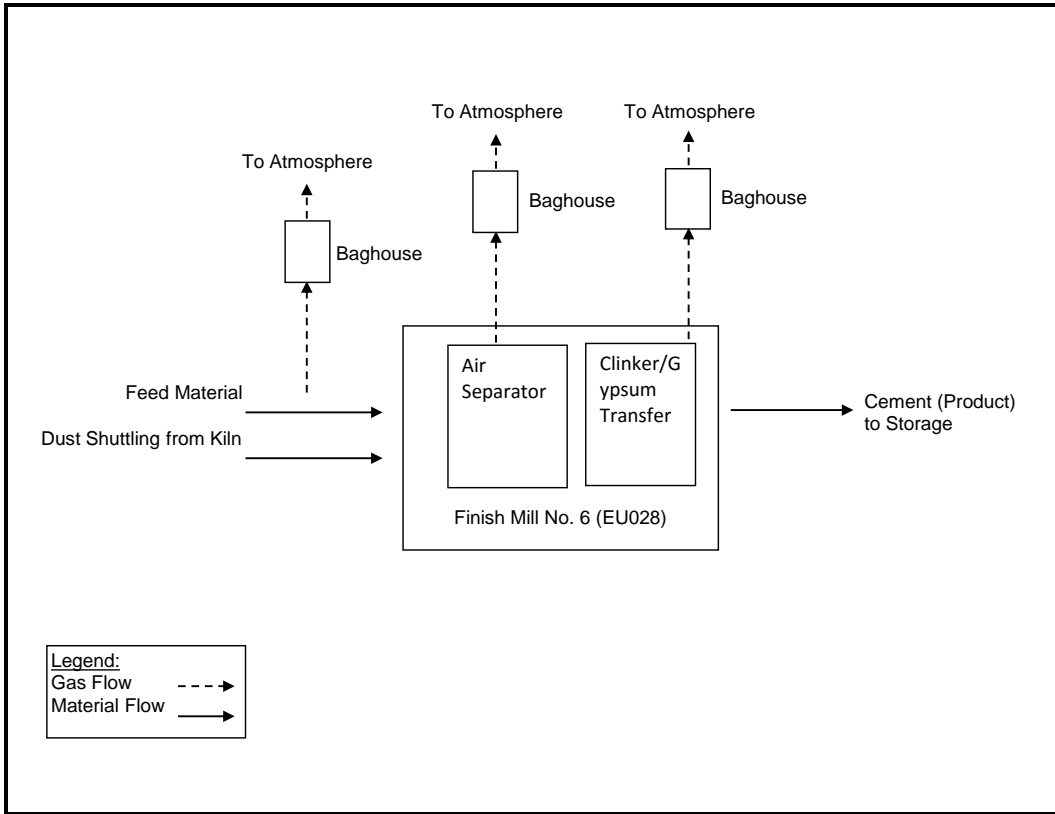 To Atmosphere
To Atmosphere
To Atmosphere
Baghouse
Baghouse
Baghouse
Feed Material
Dust Shuttling from Kiln
Air
Separator
Clinker/G
ypsum
Transfer
Cement (Product)
to Storage
Finish Mill No. 6 (EU028)
Legend:
Gas Flow
Material Flow